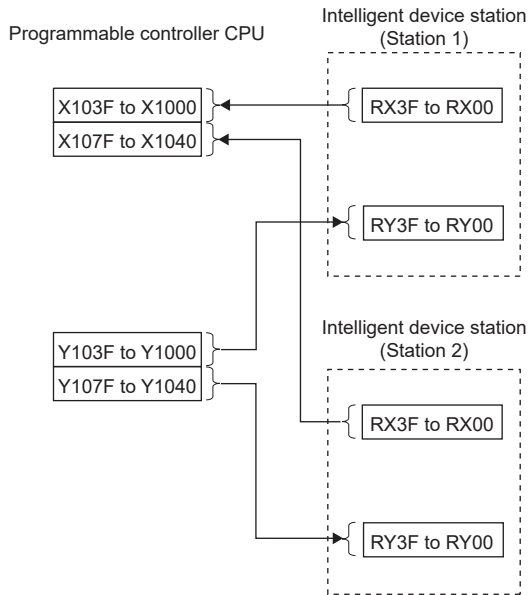 Programmable controller CPU
Intelligent device station
(Station 1)
X103F to X1000
X107F to X1040
RX3F to RX00
RY3F to RY00
Y103F to Y1000
Y107F to Y1040
Intelligent device station
(Station 2)
RX3F to RX00
RY3F to RY00